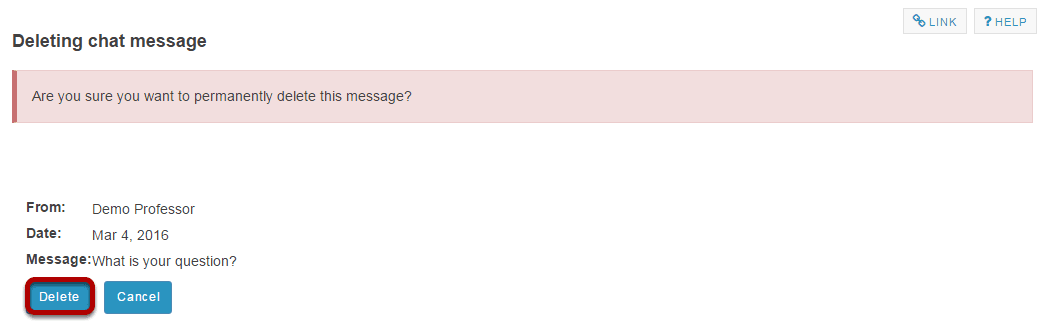 LINK
? HELP
Deleting chat message
Are you sure you want to permanently delete this message?
From: Demo Professor
Date: Mar 4, 2016
Message: What is your question?
Delete Cancel